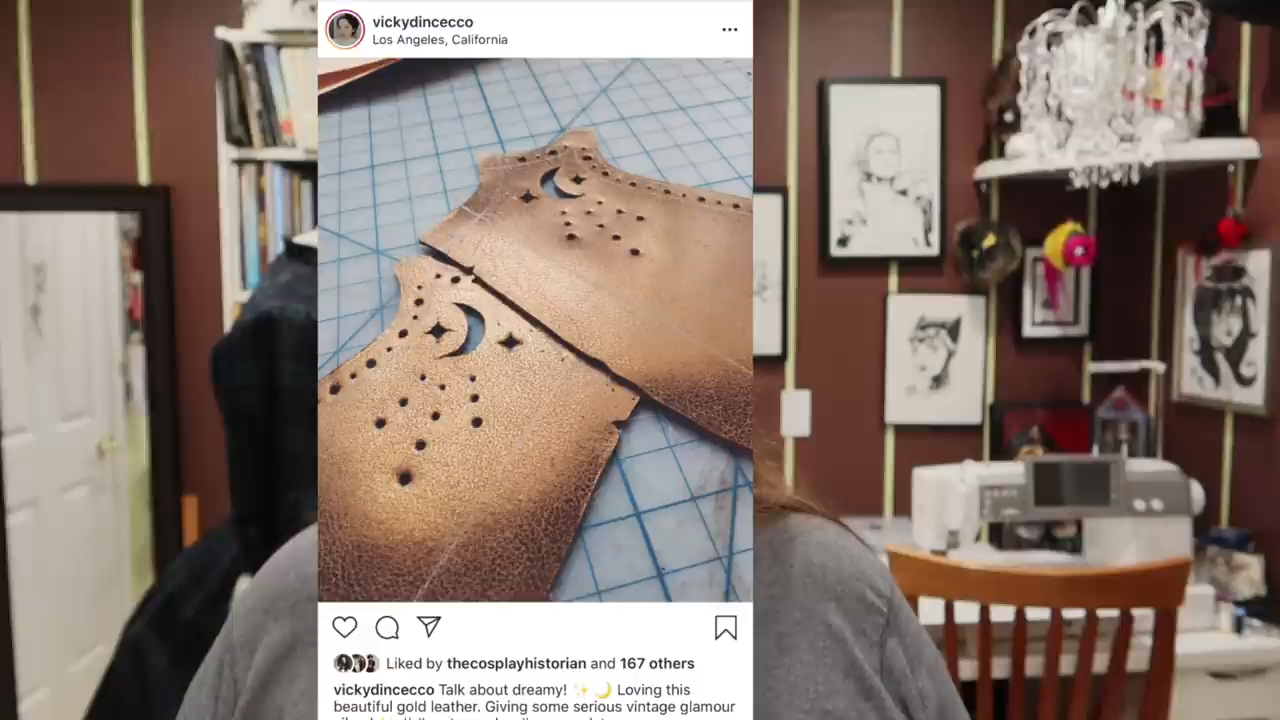 vickydincecco
Los Angeles, California
Liked by thecosplayhistorian and 167 others
vickydincecco Talk about dreamy! ✨🌙 Loving this
beautiful gold leather. Giving some serious vintage glamour